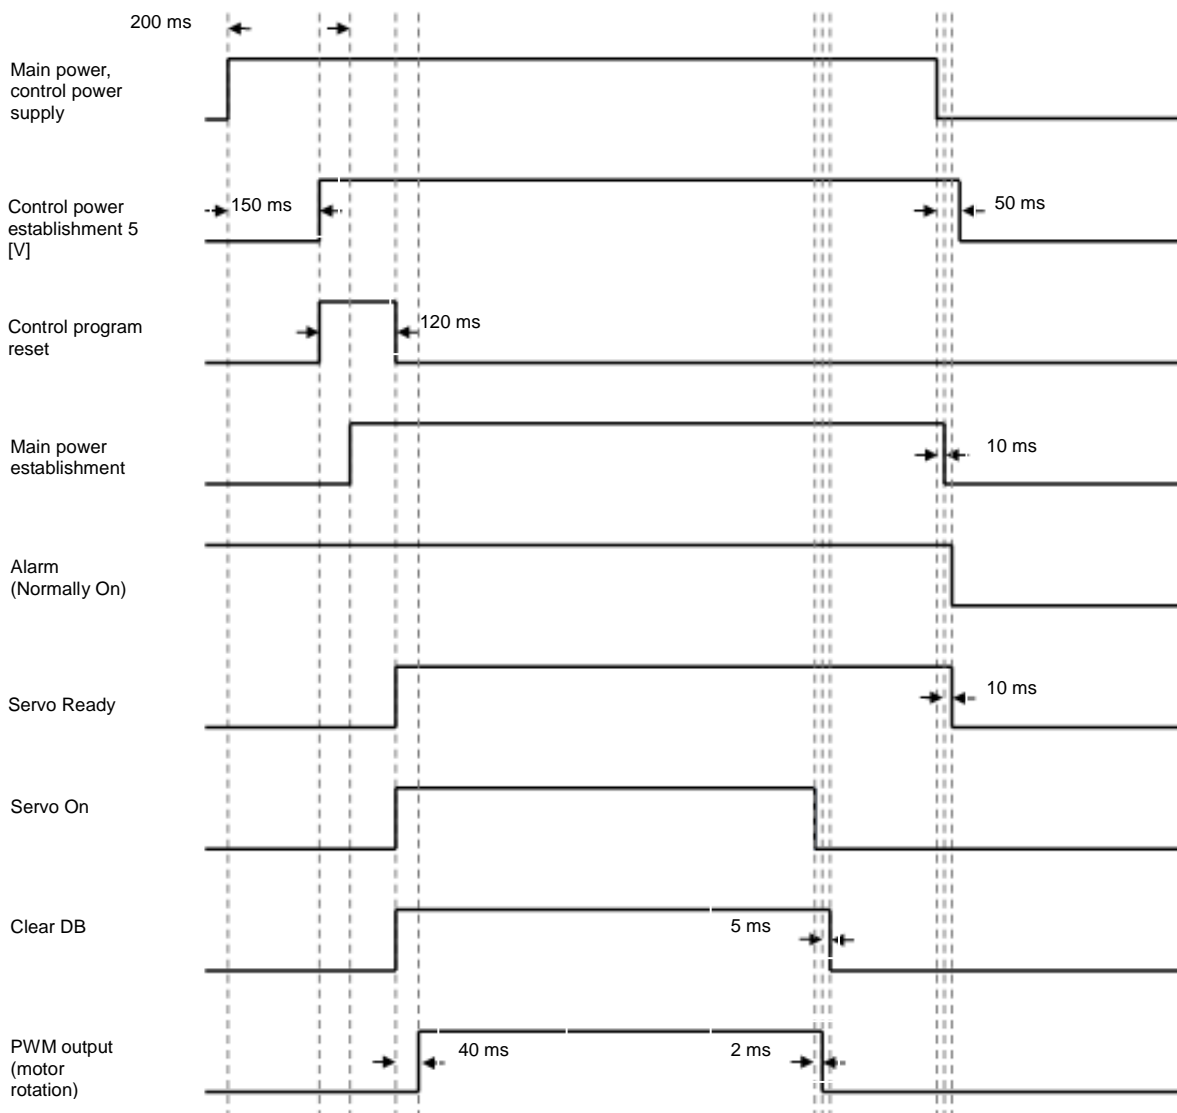 200 ms
Main power,
control power
supply
Control power
establishment 5
[V]
150 ms
50 ms
Control program
reset
120 ms
Main power
establishment
10 ms
Alarm
(Normally On)
Servo Ready
10 ms
Servo On
Clear DB
5 ms
PWM output
(motor
rotation)
40 ms
2 ms